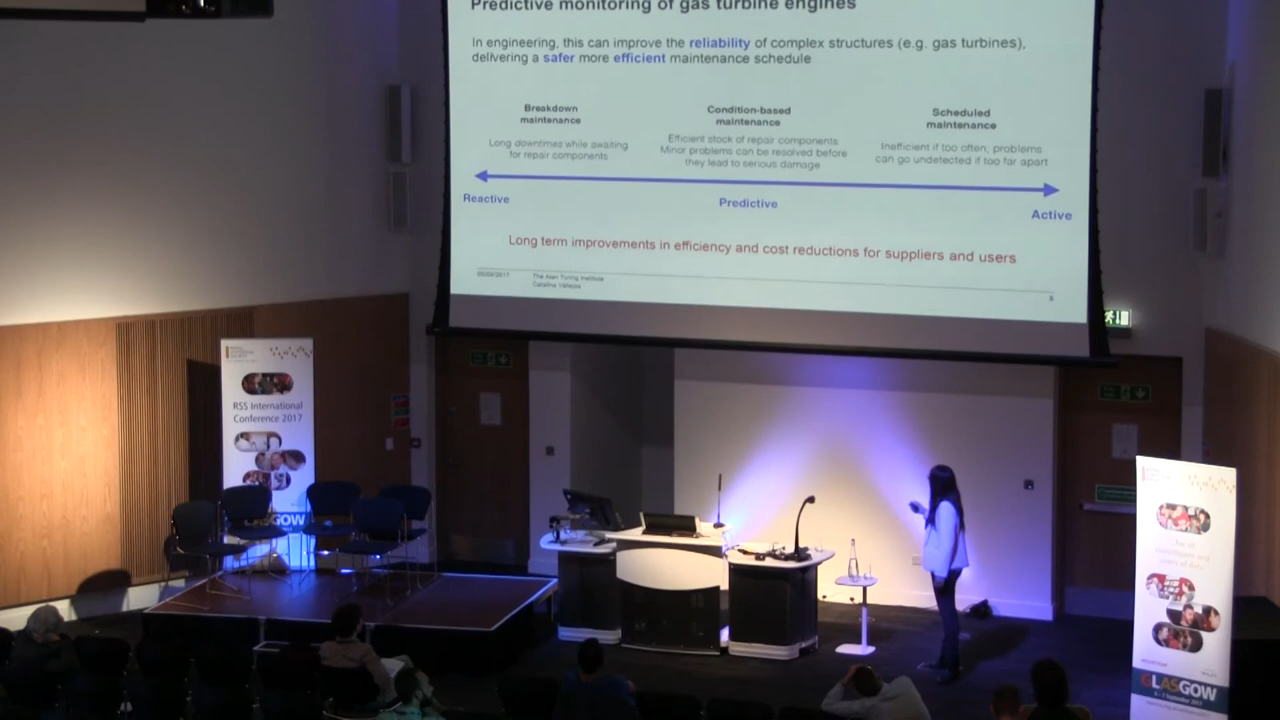 Predictive monitoring of gas turbine engines
In engineering, this can improve the reliability of complex structures (e.g. gas turbines),
delivering a safer more efficient maintenance schedule
Breakdown
maintenance
Long downtimes while awaiting
for repair components
Condition-based
maintenance
Efficient stock of repair components
Minor problems can be resolved before
they lead to serious damage
Scheduled
maintenance
Inefficient if too often, problems
can go undetected if too far apart
Reactive
Predictive
Active
Long term improvements in efficiency and cost reductions for suppliers and users
The Alan Turing Institute
RSS International
Conference 2017
GLASGOW
GLASGOW